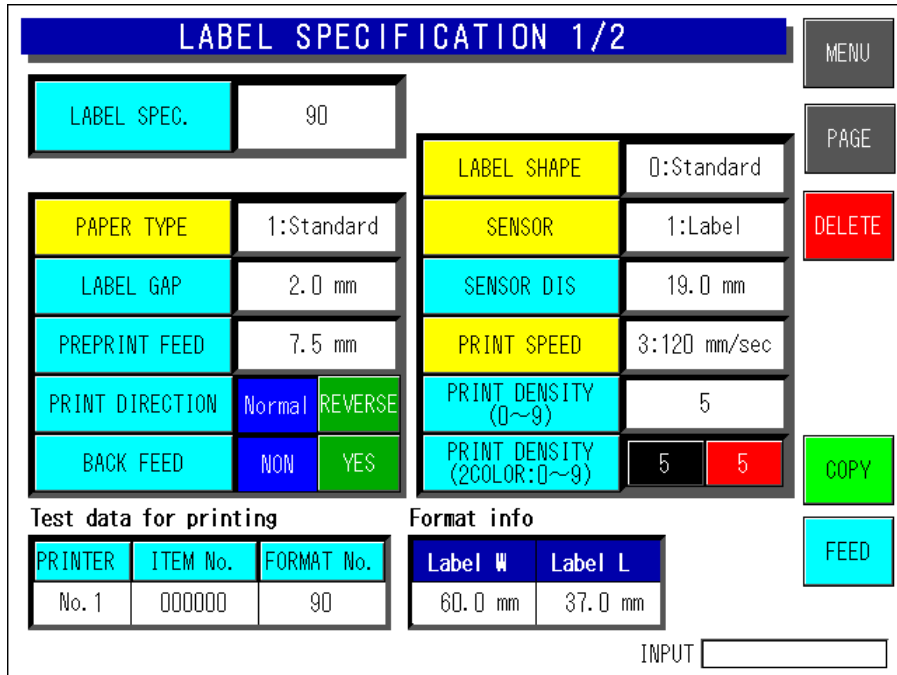 LABEL SPECIFICATION 1/2
MENU
LABEL SPEC. 90
PAGE
LABEL SHAPE 0:Standard
PAPER TYPE 1:Standard
SENSOR 1:Label
DELETE
LABEL GAP 2.0 mm
SENSOR DIS 19.0 mm
PREPRINT FEED 7.5 mm
PRINT SPEED 3:120 mm/sec
PRINT DIRECTION Normal REVERSE
PRINT DENSITY
(0~9)
5
BACK FEED NON YES
PRINT DENSITY
(2COLOR:0~9)
5 5
COPY
Test data for printing
PRINTER ITEM No. FORMAT No.
No.1 000000 90
Format info
Label W Label L
60.0 mm 37.0 mm
FEED
INPUT